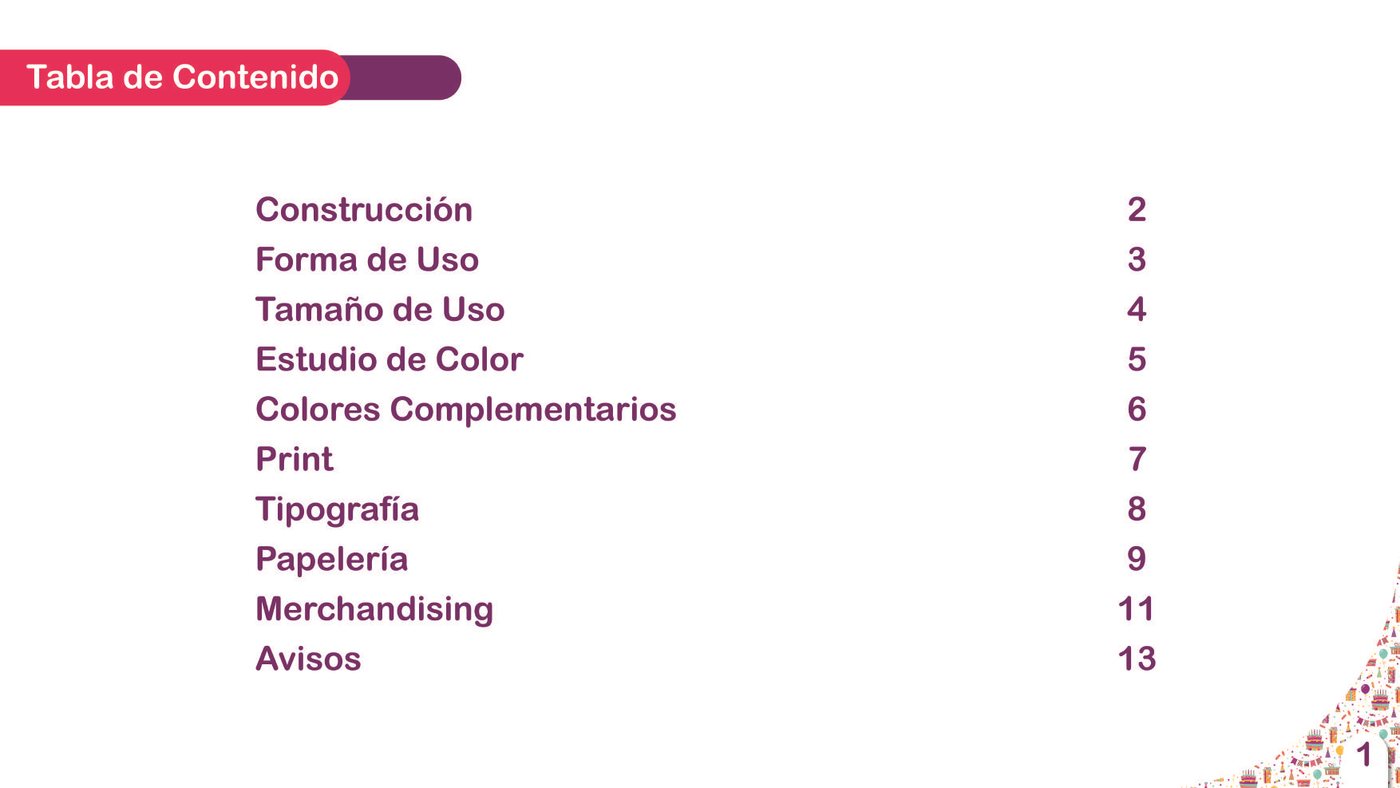 Tabla de Contenido
Construcción 2
Forma de Uso 3
Tamaño de Uso 4
Estudio de Color 5
Colores Complementarios 6
Print 7
Tipografía 8
Papelería 9
Merchandising 11
Avisos 13
1